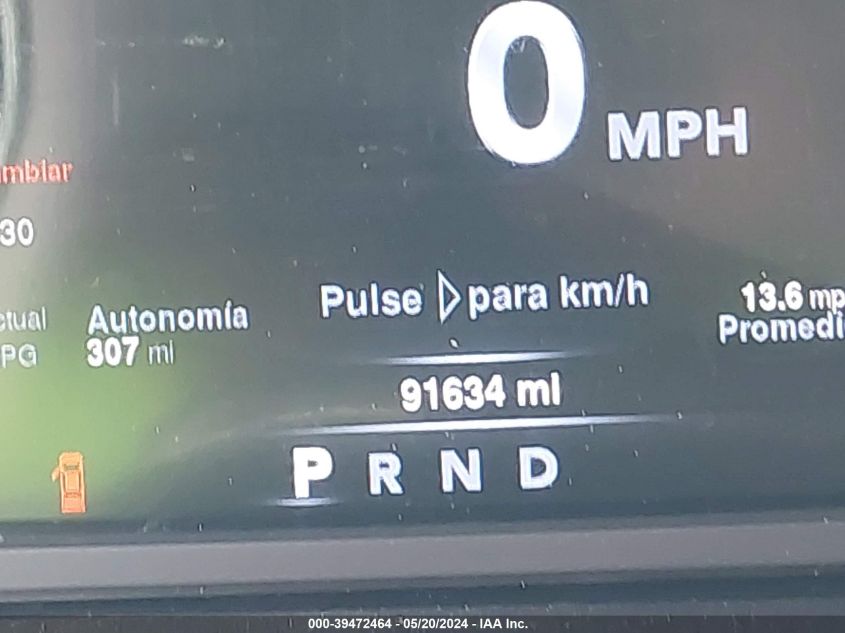 0 MPH
mbiar
30
ctual
PG
Autonomía
307 mi
Pulse ▷ para km/h
13.6 mp
Promedi
91634 mi
P R N D
000-39472464 - 05/20/2024 - IAA Inc.